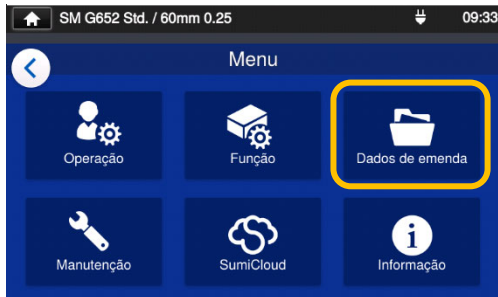 SM G652 Std. / 60mm 0.25 09:33
Menu
Operação Função Dados de emenda
Manutenção SumiCloud Informação